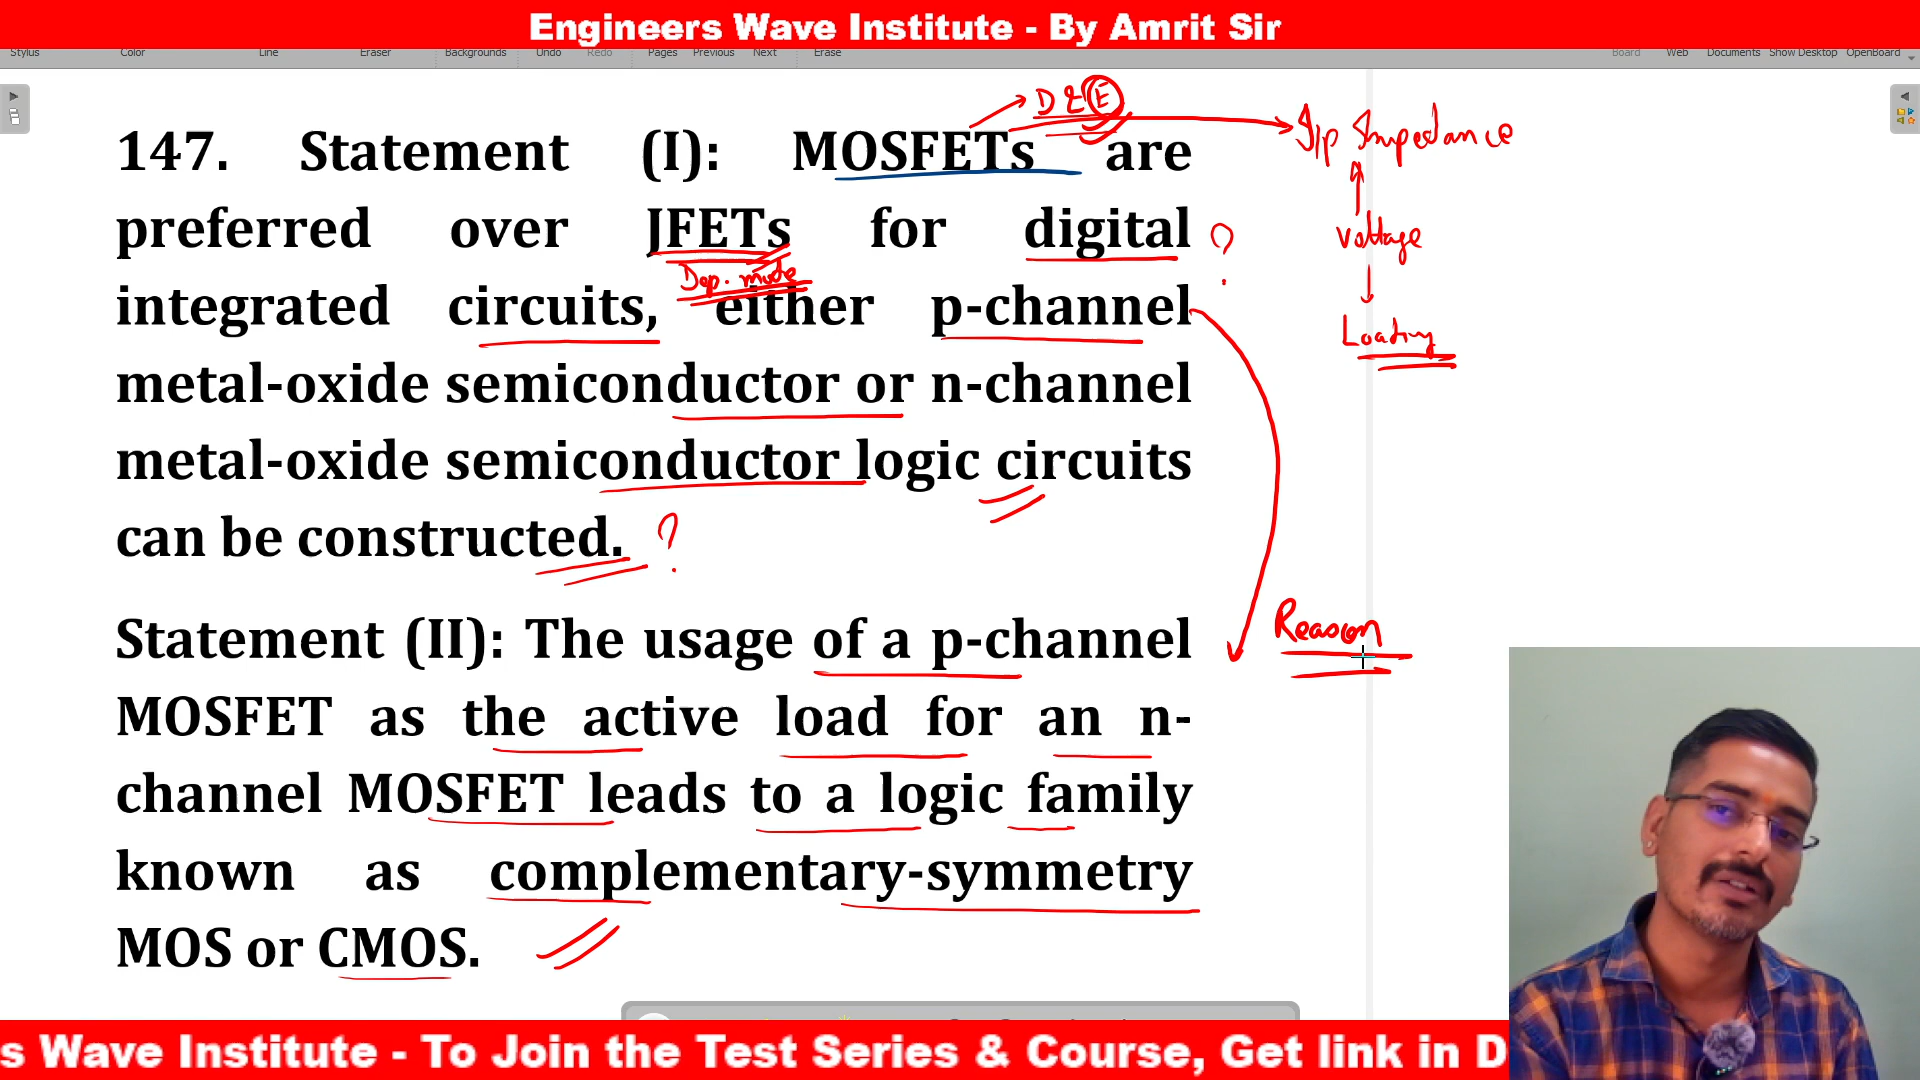 Engineers Wave Institute - By Amrit Sir
Stylus Color Line Eraser Backgrounds Undo Redo Pages Previous Next Erase Board Web Documents Show Desktop OpenBoard
D & E
I/p Impedance
147. Statement (I): MOSFETs are
preferred over JFETs for digital ?
voltage
Dep. mode
integrated circuits, either p-channel
Loading
metal-oxide semiconductor or n-channel
metal-oxide semiconductor logic circuits
can be constructed. ?
Reason
Statement (II): The usage of a p-channel
MOSFET as the active load for an n-
channel MOSFET leads to a logic family
known as complementary-symmetry
MOS or CMOS.
s Wave Institute - To Join the Test Series & Course, Get link in D